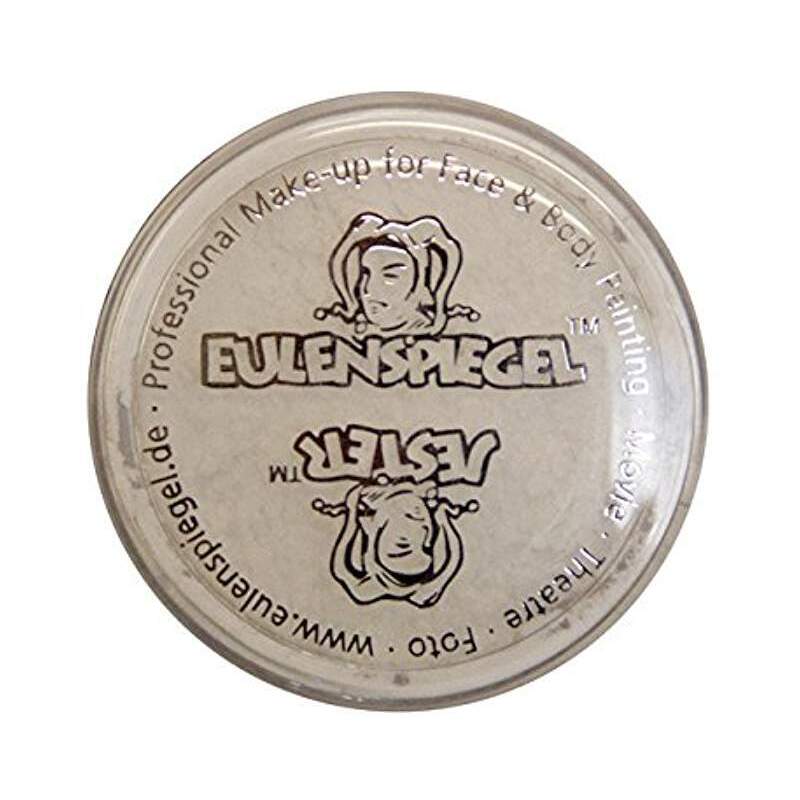 Professional Make-up for Face & Body Painting · Movie · Theatre · Foto · www.eulenspiegel.de ·
EULENSPIEGEL™
JESTER™